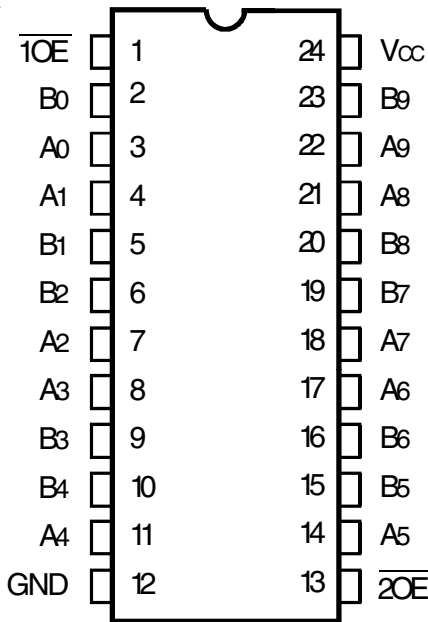 1OE 1 24 VCC
B0 2 23 B9
A0 3 22 A9
A1 4 21 A8
B1 5 20 B8
B2 6 19 B7
A2 7 18 A7
A3 8 17 A6
B3 9 16 B6
B4 10 15 B5
A4 11 14 A5
GND 12 13 2OE